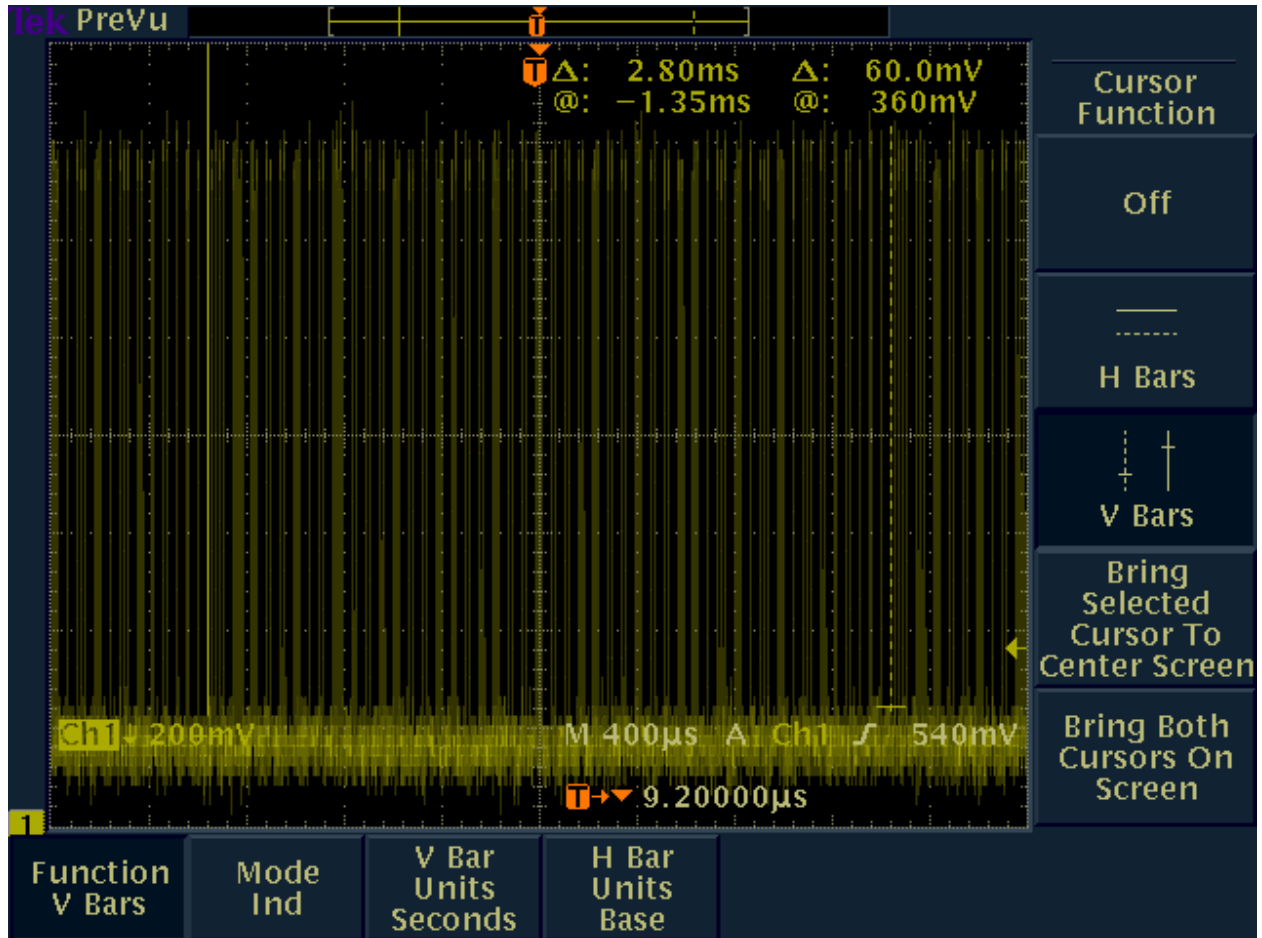 Tek PreVu
T
T Δ: 2.80ms Δ: 60.0mV
@: −1.35ms @: 360mV
Cursor
Function
Off
H Bars
V Bars
Bring
Selected
Cursor To
Center Screen
Bring Both
Cursors On
Screen
Ch1 200mV M 400μs A Ch1 540mV
T 9.20000μs
1
Function
V Bars
Mode
Ind
V Bar
Units
Seconds
H Bar
Units
Base